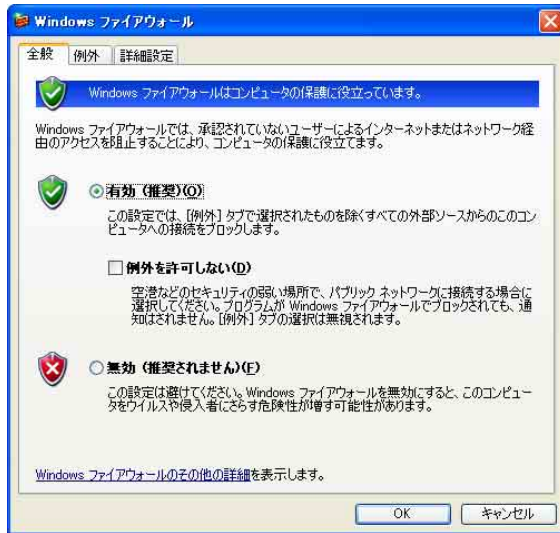 Windows ファイアウォール
全般 例外 詳細設定
Windows ファイアウォールはコンピュータの保護に役立っています。
Windows ファイアウォールでは、承認されていないユーザーによるインターネットまたはネットワーク経
由のアクセスを阻止することにより、コンピュータの保護に役立てます。
有効 (推奨)(O)
この設定では、[例外] タブで選択されたものを除くすべての外部ソースからのこのコン
ピュータへの接続をブロックします。
例外を許可しない(D)
空港などのセキュリティの弱い場所で、パブリック ネットワークに接続する場合に
選択してください。プログラムが Windows ファイアウォールでブロックされても、通
知はされません。[例外] タブの選択は無視されます。
無効 (推奨されません)(F)
この設定は避けてください。Windows ファイアウォールを無効にすると、このコンピュー
タをウイルスや侵入者にさらす危険性が増す可能性があります。
Windows ファイアウォールのその他の詳細を表示します。
OK キャンセル